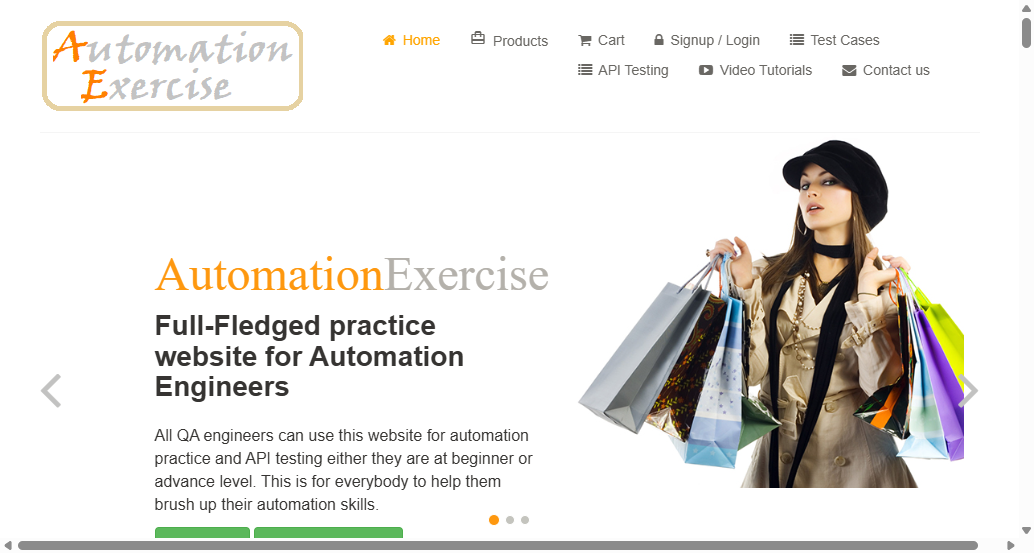 Automation
Exercise
Home
Products
Cart
Signup / Login
Test Cases
API Testing
Video Tutorials
Contact us
AutomationExercise
Full-Fledged practice
website for Automation
Engineers
All QA engineers can use this website for automation
practice and API testing either they are at beginner or
advance level. This is for everybody to help them
brush up their automation skills.